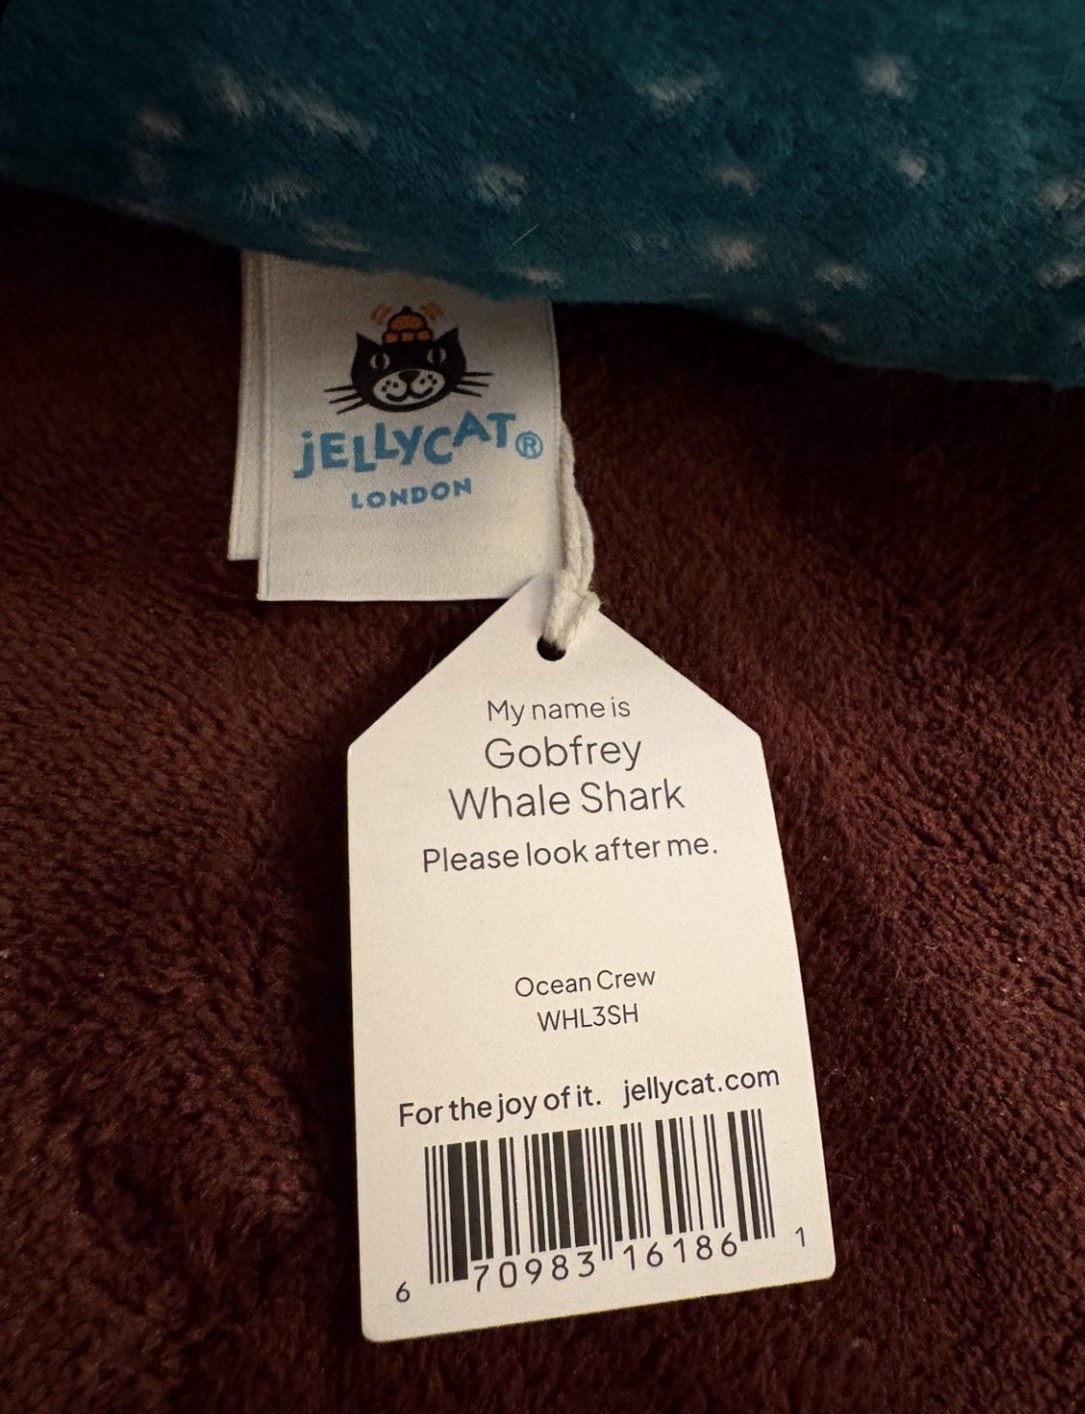 jELLYCAT®
LONDON
My name is
Gobfrey
Whale Shark
Please look after me.
Ocean Crew
WHL3SH
For the joy of it. jellycat.com
6 70983 16186 1